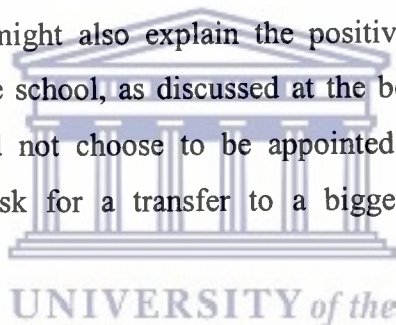 might also explain the positiv
e school, as discussed at the b
not choose to be appointed
sk for a transfer to a bigge
UNIVERSITY of the